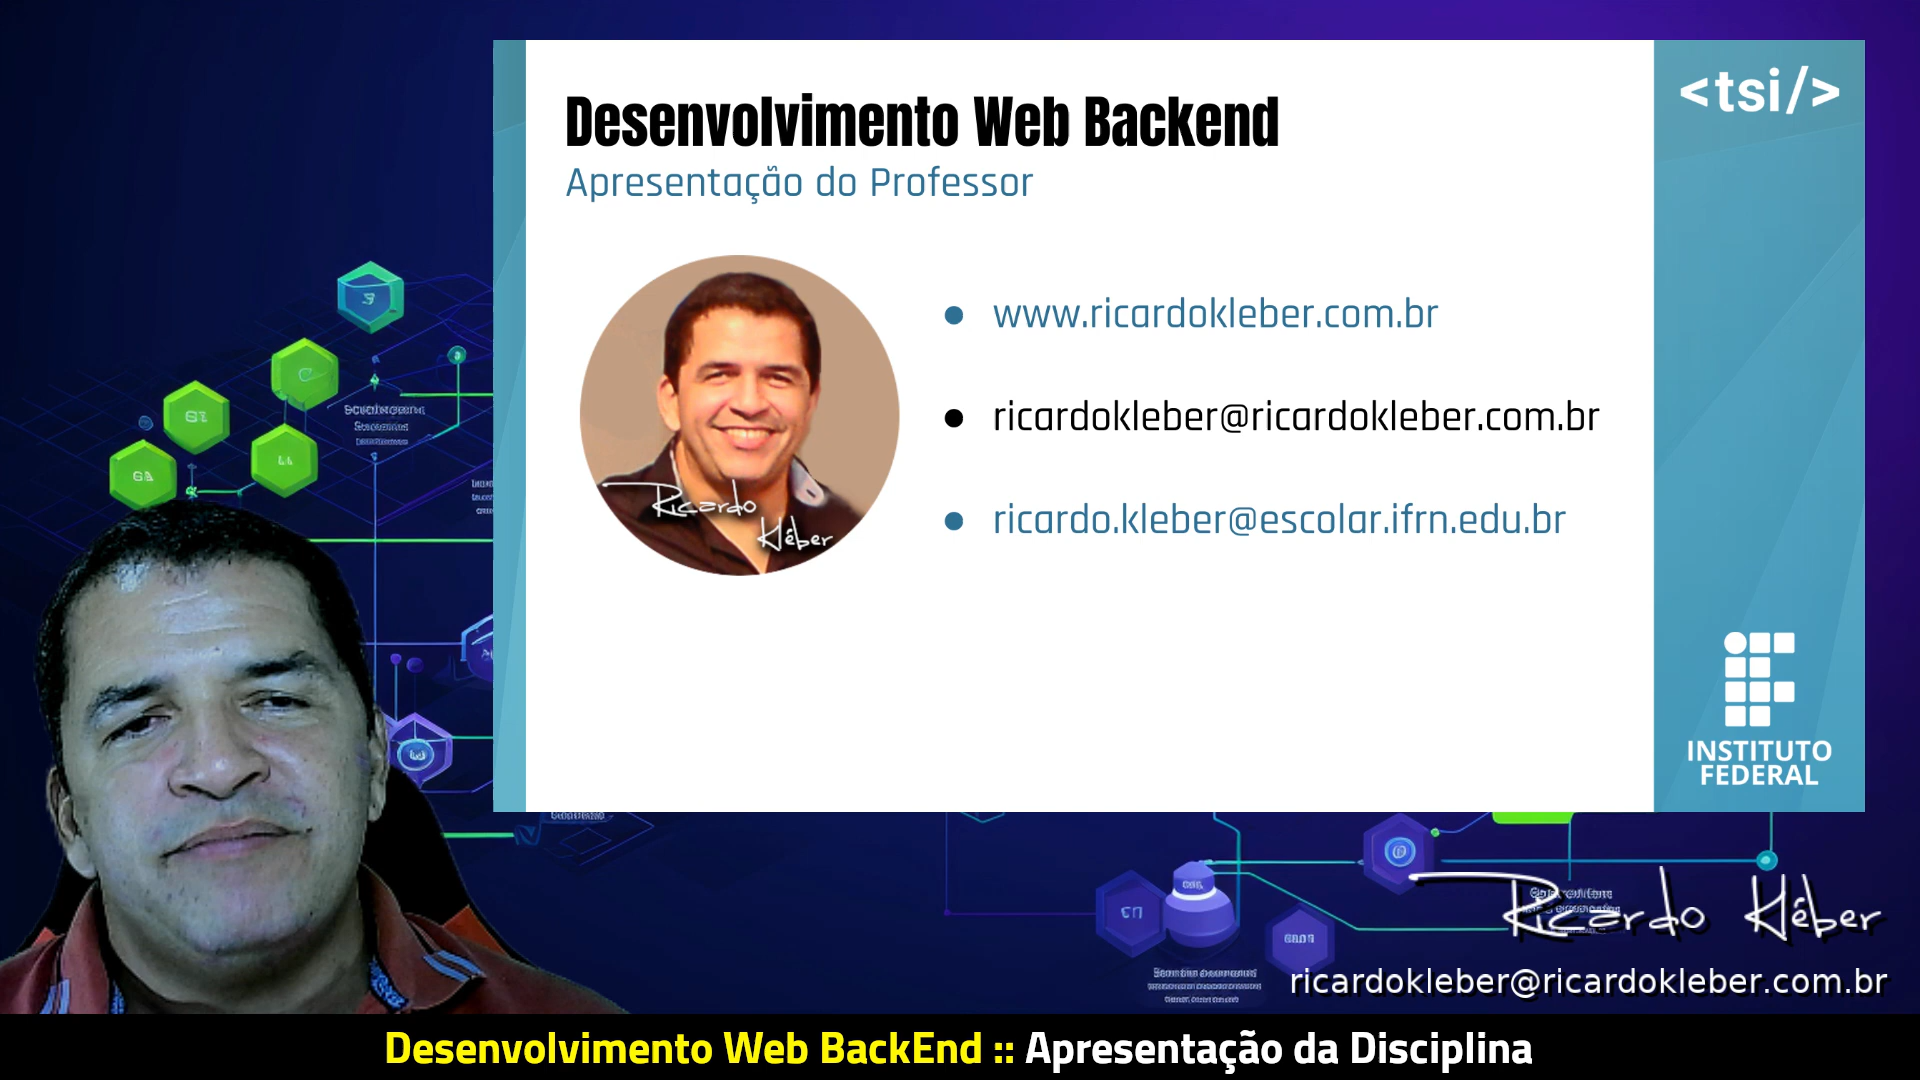 <tsi/>
Desenvolvimento Web Backend
Apresentação do Professor
www.ricardokleber.com.br
ricardokleber@ricardokleber.com.br
ricardo.kleber@escolar.ifrn.edu.br
Ricardo
Kléber
INSTITUTO
FEDERAL
Ricardo Kléber
ricardokleber@ricardokleber.com.br
Desenvolvimento Web BackEnd :: Apresentação da Disciplina